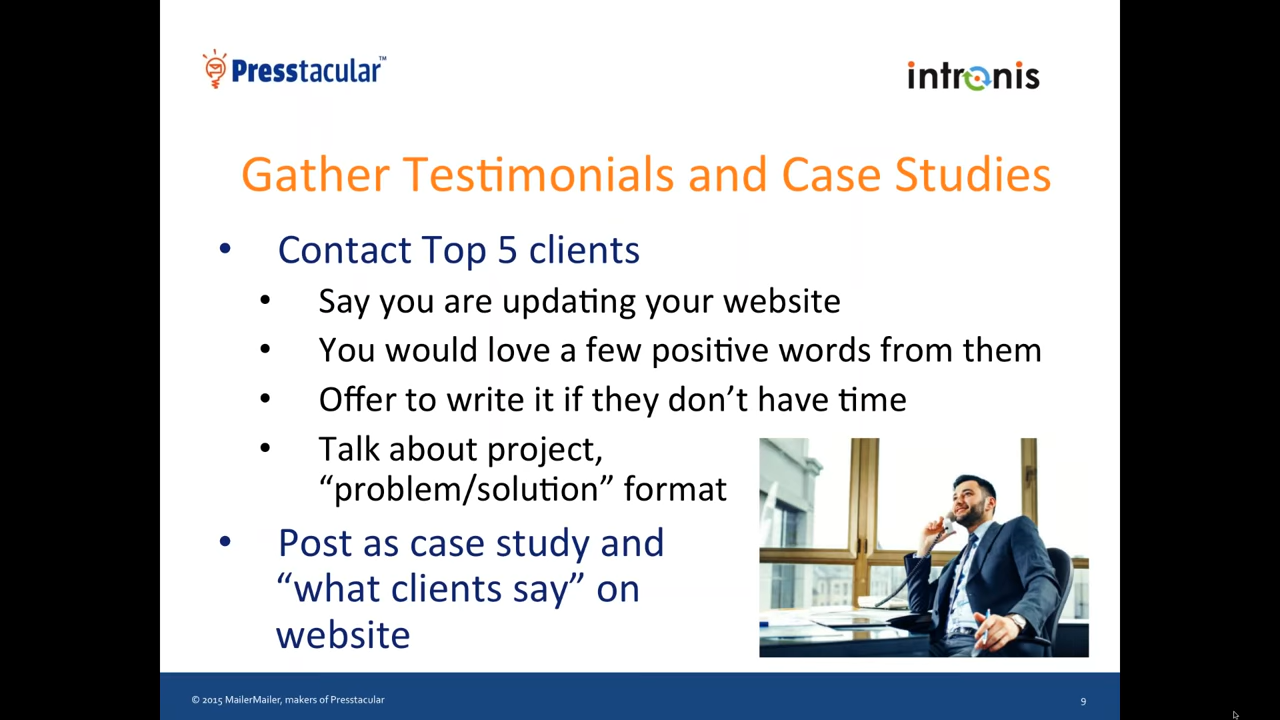 Presstacular™
intronis
Gather Testimonials and Case Studies
• Contact Top 5 clients
• Say you are updating your website
• You would love a few positive words from them
• Offer to write it if they don’t have time
• Talk about project,
“problem/solution” format
• Post as case study and
“what clients say” on
website
© 2015 MailerMailer, makers of Presstacular
9